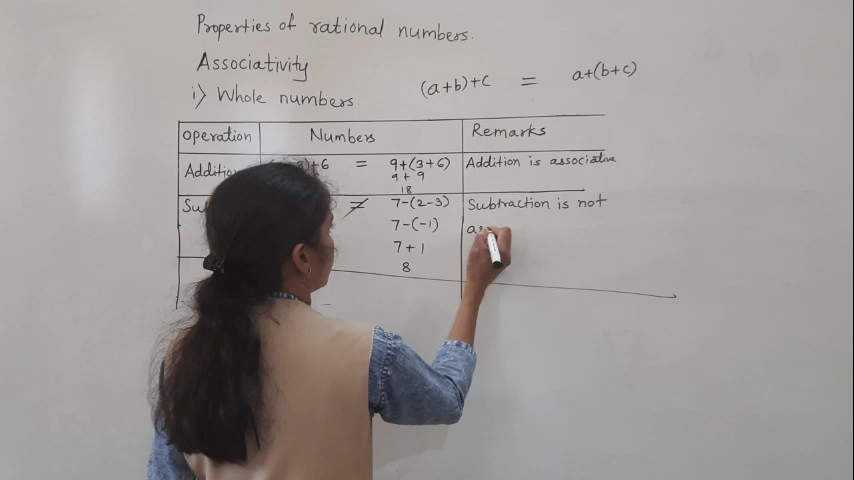 Properties of rational numbers.
Associativity
i) Whole numbers. (a+b)+c = a+(b+c)
Operation Numbers Remarks
Addition +6 = 9+(3+6) Addition is associative
9+9
18
≠ 7-(2-3) Subtraction is not
7-(-1)
7+1
8